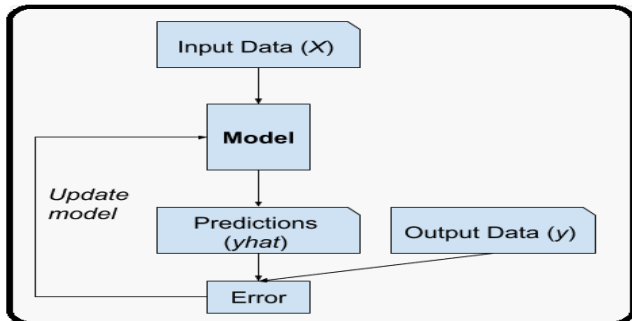 Input Data (X)
Model
Update
model
Predictions
(yhat)
Output Data (y)
Error